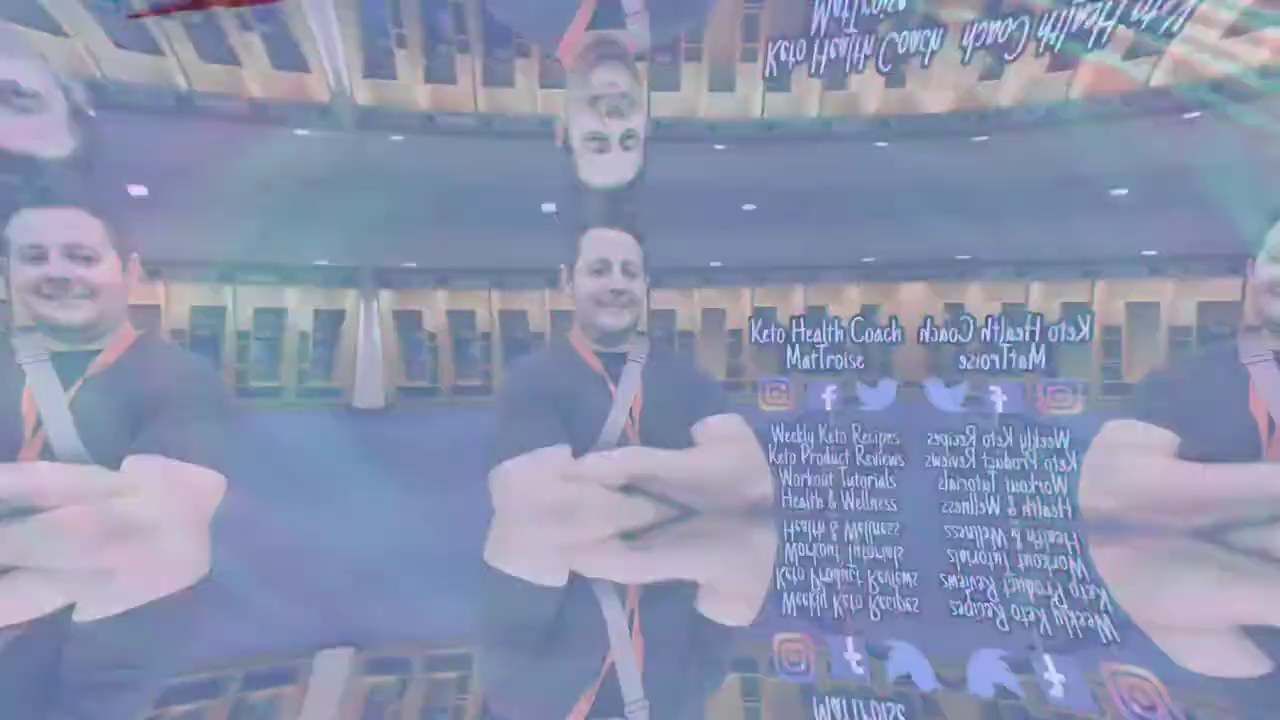 Keto Health Coach
MatTroise
Weekly Keto Recipes
Keto Product Reviews
Workout Tutorials
Health & Wellness